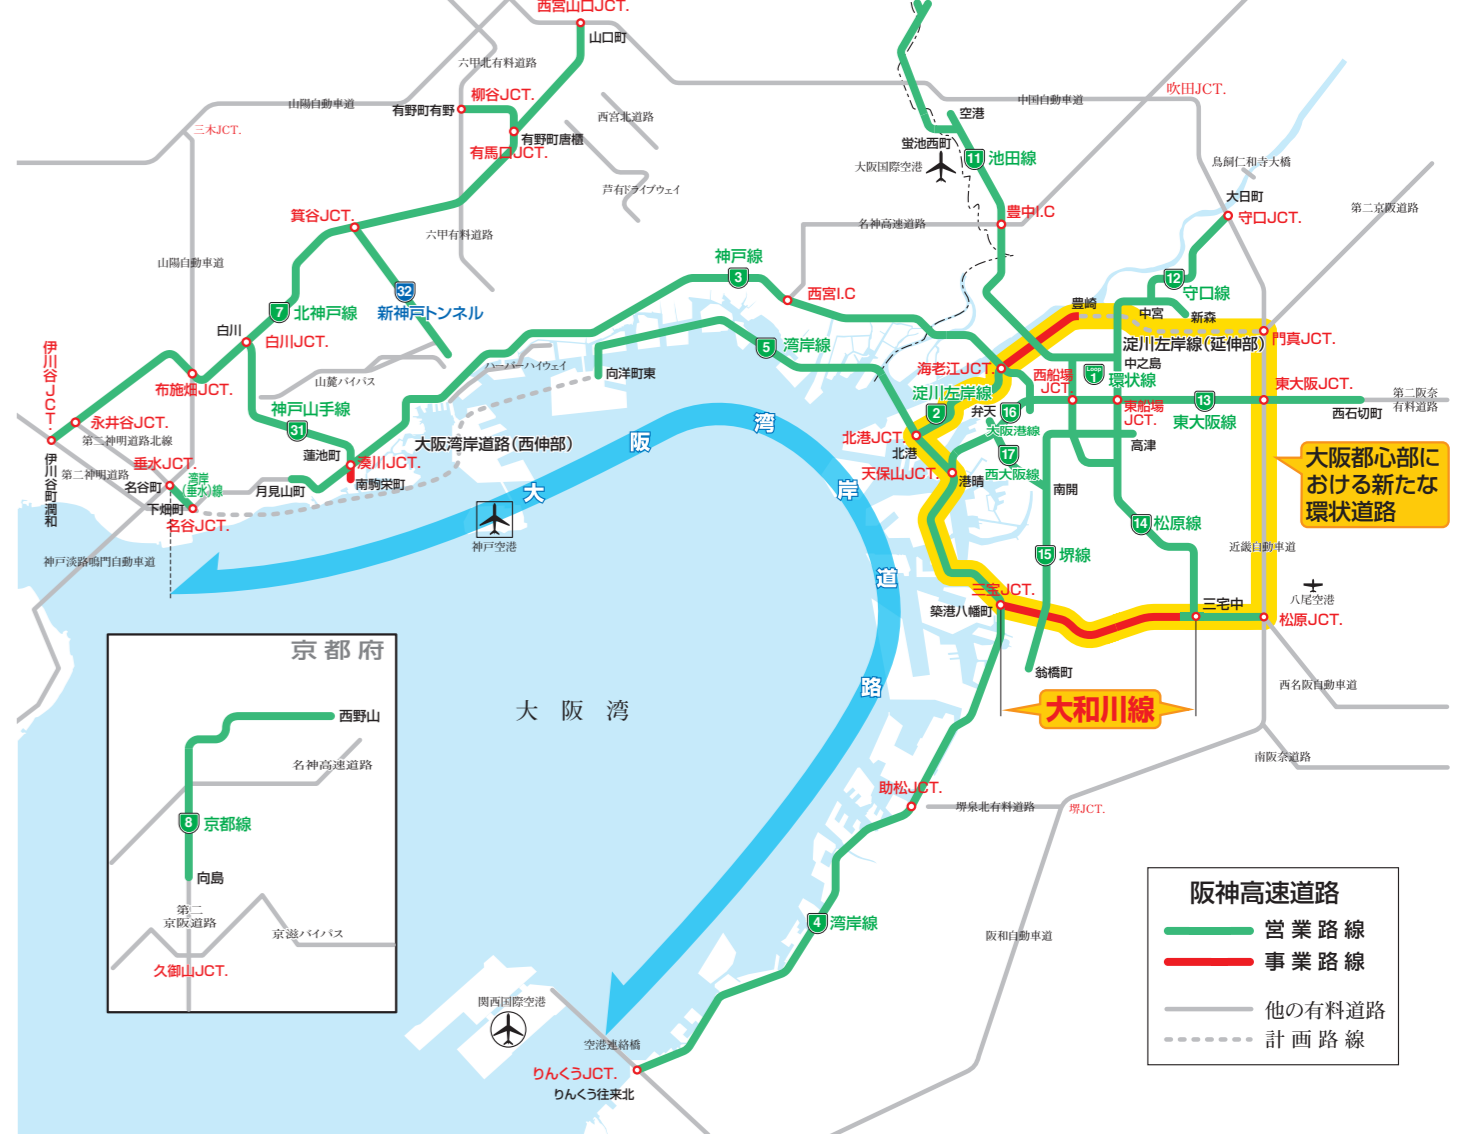 西宮山口JCT.
山口町
六甲北有料道路
柳谷JCT.
有野町有野
有野町唐櫃
有馬口JCT.
西宮北道路
芦有ドライブウェイ
山陽自動車道
三木JCT.
箕谷JCT.
六甲有料道路
山陽自動車道
32
新神戸トンネル
7
北神戸線
白川
白川JCT.
伊川谷JCT.
布施畑JCT.
永井谷JCT.
第二神明道路北線
伊川谷町潤和
第二神明道路
垂水JCT.
名谷町
湾岸
(垂水)線
下畑町
名谷JCT.
神戸淡路鳴門自動車道
山麓バイパス
神戸山手線
31
蓮池町
湊川JCT.
南駒栄町
月見山町
大阪湾岸道路(西伸部)
ハーバーハイウェイ
向洋町東
神戸線
3
西宮I.C
5
湾岸線
空港
蛍池西町
大阪国際空港
11
池田線
豊中I.C
名神高速道路
中国自動車道
吹田JCT.
鳥飼仁和寺大橋
大日町
守口JCT.
第二京阪道路
12
守口線
豊崎
中宮
新森
淀川左岸線(延伸部)
門真JCT.
中之島
海老江JCT.
西船場
JCT.
Loop
1
環状線
東大阪JCT.
淀川左岸線
2
弁天
16
大阪港線
東船場
JCT.
13
東大阪線
第二阪奈
有料道路
西石切町
北港JCT.
北港
17
西大阪線
高津
天保山JCT.
港晴
南開
大阪都心部に
おける新たな
環状道路
14
松原線
15
堺線
近畿自動車道
八尾空港
三宝JCT.
築港八幡町
三宅中
松原JCT.
翁橋町
大和川線
西名阪自動車道
南阪奈道路
大阪湾岸道路
神戸空港
大阪湾
助松JCT.
堺泉北有料道路
堺JCT.
4
湾岸線
阪和自動車道
関西国際空港
空港連絡橋
りんくうJCT.
りんくう往来北
京都府
西野山
名神高速道路
8
京都線
向島
第二
京阪道路
京滋バイパス
久御山JCT.
阪神高速道路
営業路線
事業路線
他の有料道路
計画路線